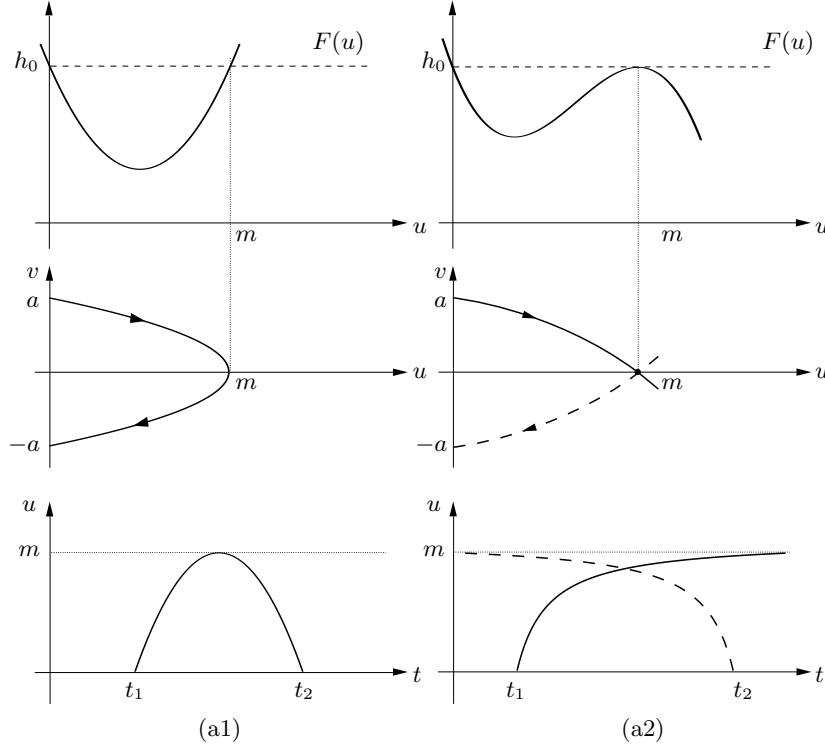 F(u)
h₀
u
m
F(u)
h₀
u
m
v
a
u
m
−a
v
a
u
m
−a
u
m
t
t₁
t₂
u
m
t
t₁
t₂
(a1)
(a2)